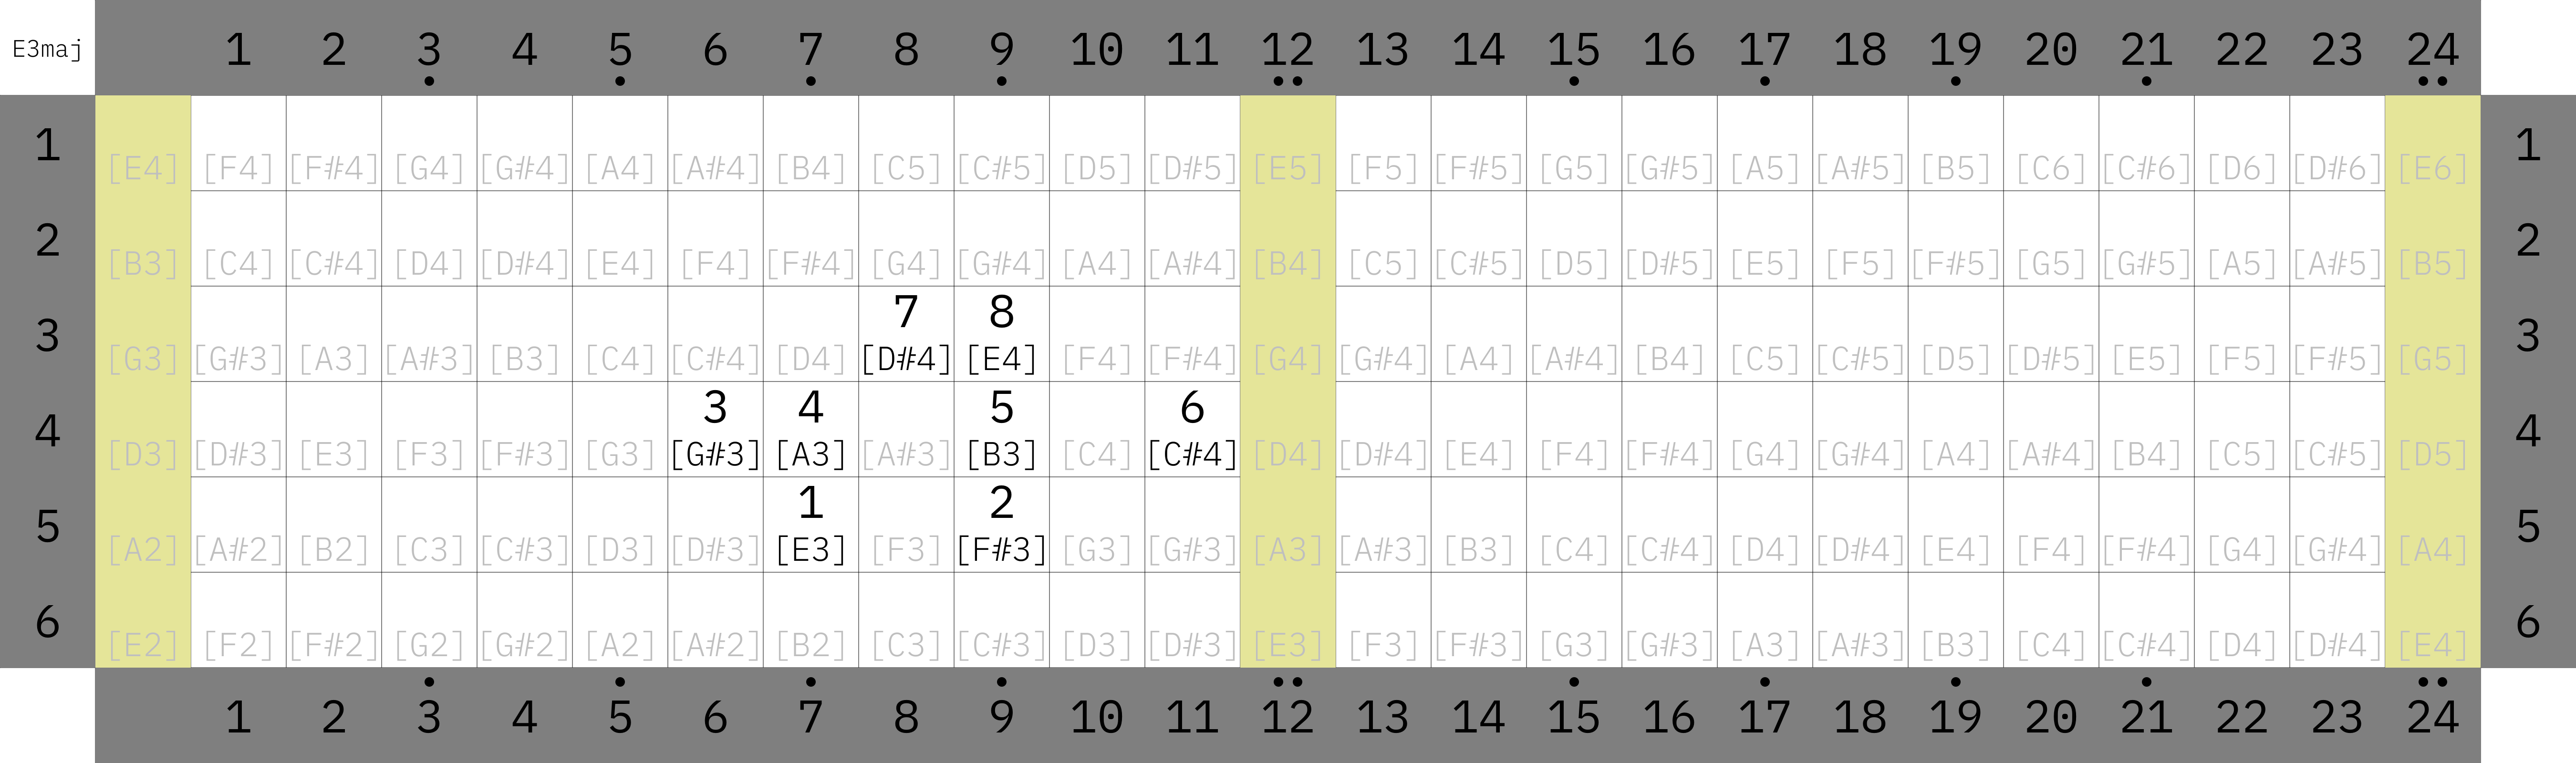 E3maj
1 2 3 4 5 6 7 8 9 10 11 12 13 14 15 16 17 18 19 20 21 22 23 24
1 [E4] [F4] [F#4] [G4] [G#4] [A4] [A#4] [B4] [C5] [C#5] [D5] [D#5] [E5] [F5] [F#5] [G5] [G#5] [A5] [A#5] [B5] [C6] [C#6] [D6] [D#6] [E6] 1
2 [B3] [C4] [C#4] [D4] [D#4] [E4] [F4] [F#4] [G4] [G#4] [A4] [A#4] [B4] [C5] [C#5] [D5] [D#5] [E5] [F5] [F#5] [G5] [G#5] [A5] [A#5] [B5] 2
7 8
3 [G3] [G#3] [A3] [A#3] [B3] [C4] [C#4] [D4] [D#4] [E4] [F4] [F#4] [G4] [G#4] [A4] [A#4] [B4] [C5] [C#5] [D5] [D#5] [E5] [F5] [F#5] [G5] 3
3 4 5 6
4 [D3] [D#3] [E3] [F3] [F#3] [G3] [G#3] [A3] [A#3] [B3] [C4] [C#4] [D4] [D#4] [E4] [F4] [F#4] [G4] [G#4] [A4] [A#4] [B4] [C5] [C#5] [D5] 4
1 2
5 [A2] [A#2] [B2] [C3] [C#3] [D3] [D#3] [E3] [F3] [F#3] [G3] [G#3] [A3] [A#3] [B3] [C4] [C#4] [D4] [D#4] [E4] [F4] [F#4] [G4] [G#4] [A4] 5
6 [E2] [F2] [F#2] [G2] [G#2] [A2] [A#2] [B2] [C3] [C#3] [D3] [D#3] [E3] [F3] [F#3] [G3] [G#3] [A3] [A#3] [B3] [C4] [C#4] [D4] [D#4] [E4] 6
1 2 3 4 5 6 7 8 9 10 11 12 13 14 15 16 17 18 19 20 21 22 23 24